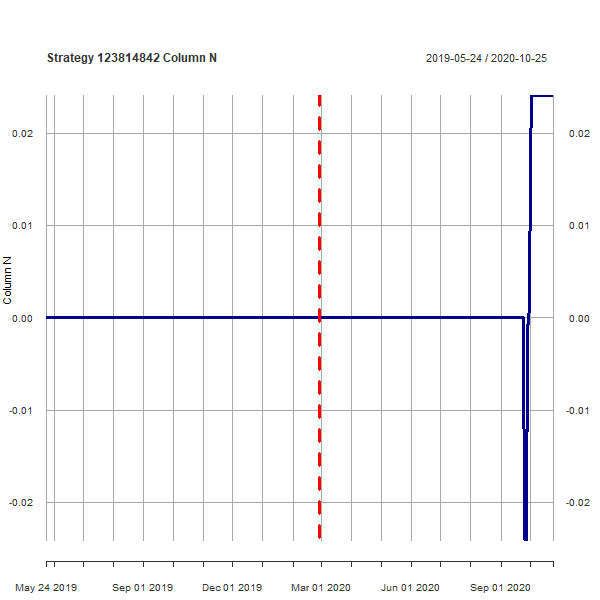 Strategy 123814842 Column N
2019-05-24 / 2020-10-25
0.02 0.02
0.01 0.01
0.00 0.00
-0.01 -0.01
-0.02 -0.02
Column N
May 24 2019 Sep 01 2019 Dec 01 2019 Mar 01 2020 Jun 01 2020 Sep 01 2020